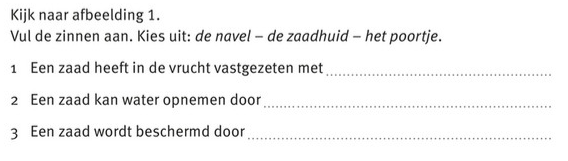 Kijk naar afbeelding 1.
Vul de zinnen aan. Kies uit: de navel – de zaadhuid – het poortje.
1 Een zaad heeft in de vrucht vastgezeten met
2 Een zaad kan water opnemen door
3 Een zaad wordt beschermd door